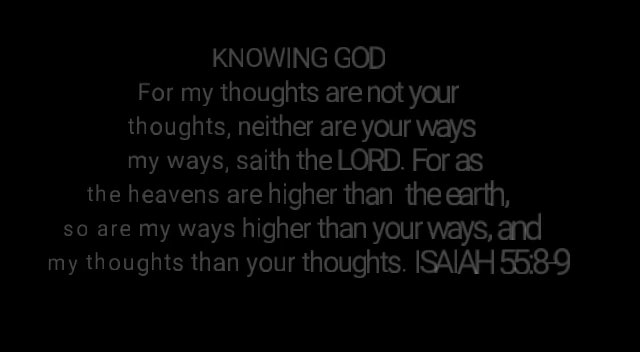 KNOWING GOD
For my thoughts are not your
thoughts, neither are your ways
my ways, saith the LORD. For as
the heavens are higher than the earth,
so are my ways higher than your ways, and
my thoughts than your thoughts. ISAIAH 55:8-9